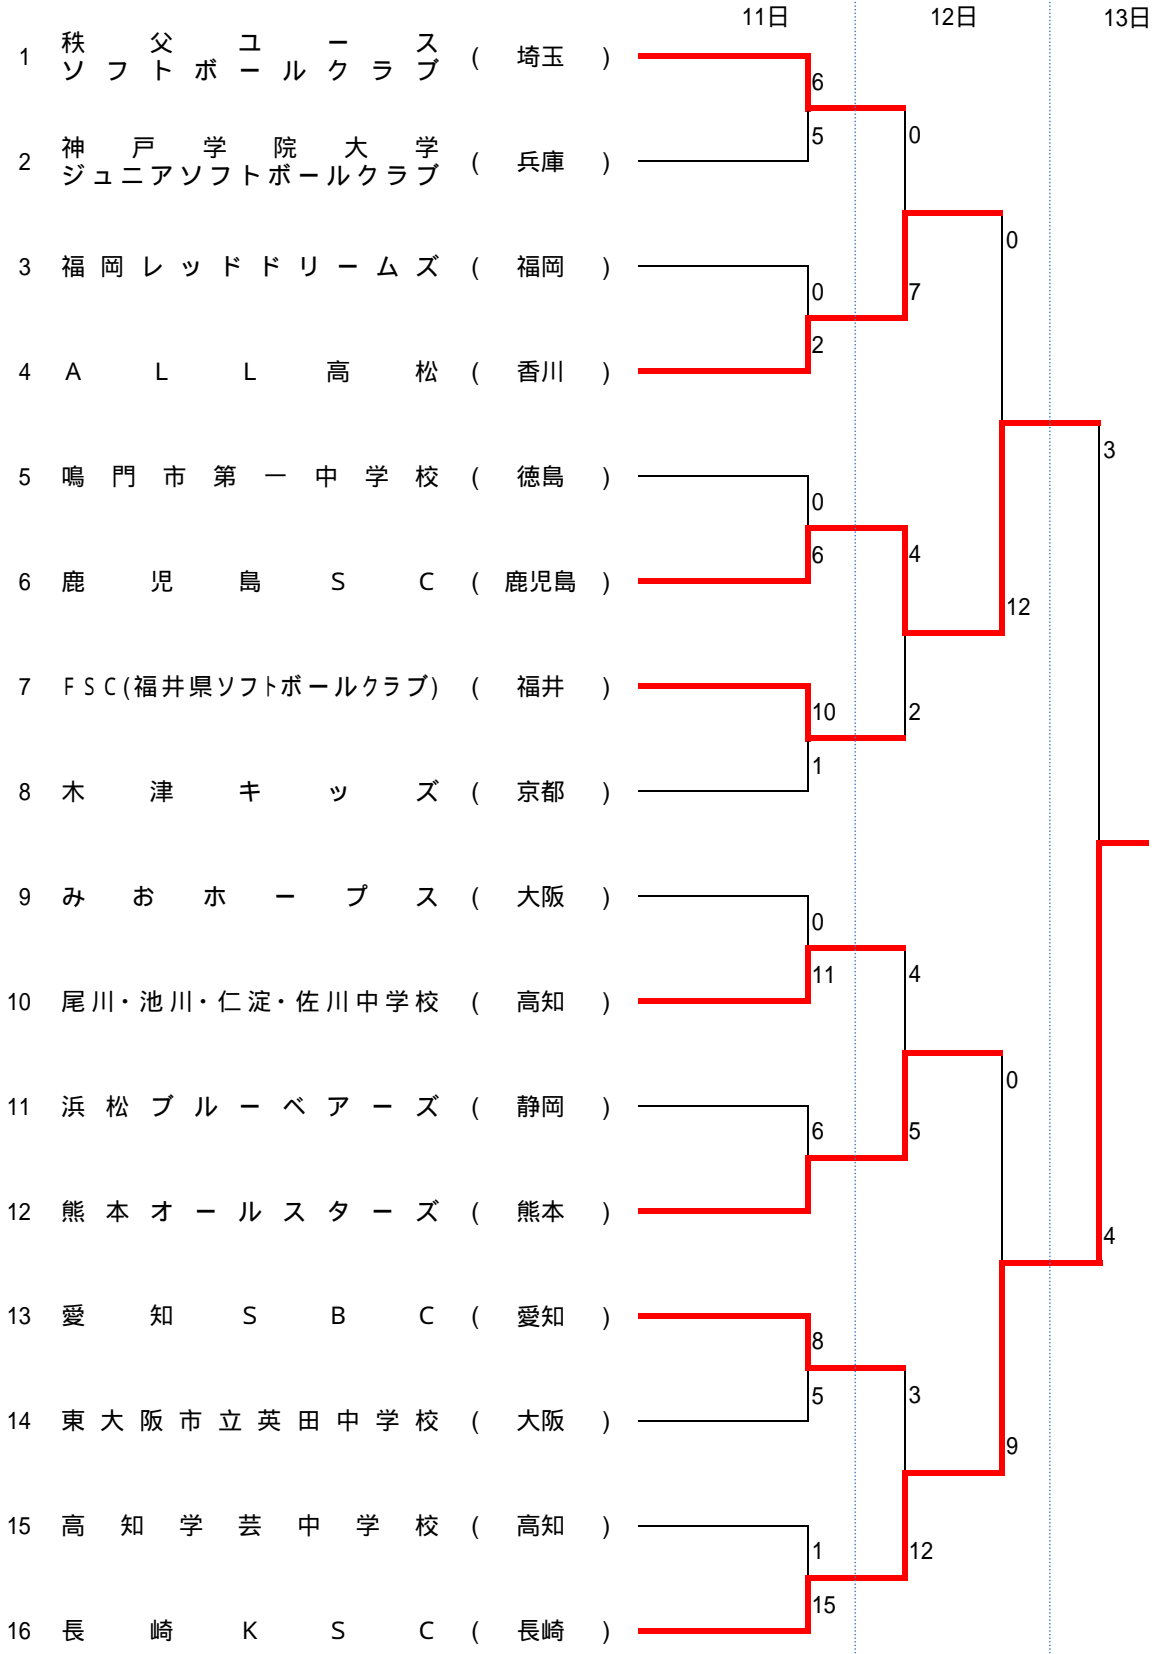 11日 12日 13日
1 秩父ユース
ソフトボールクラブ ( 埼玉 )
6
5 0
2 神戸学院大学
ジュニアソフトボールクラブ ( 兵庫 )
0
3 福岡レッドドリームズ ( 福岡 )
0 7
2
4 ALL高松 ( 香川 )
3
5 鳴門市第一中学校 ( 徳島 )
0
6 4
6 鹿児島SC ( 鹿児島 )
12
7 FSC(福井県ソフトボールクラブ) ( 福井 )
10 2
1
8 木津キッズ ( 京都 )
9 みおホープス ( 大阪 )
0
11 4
10 尾川・池川・仁淀・佐川中学校 ( 高知 )
0
11 浜松ブルーベアーズ ( 静岡 )
6 5
12 熊本オールスターズ ( 熊本 )
4
13 愛知SBC ( 愛知 )
8
5 3
14 東大阪市立英田中学校 ( 大阪 )
9
15 高知学芸中学校 ( 高知 )
1 12
15
16 長崎KSC ( 長崎 )